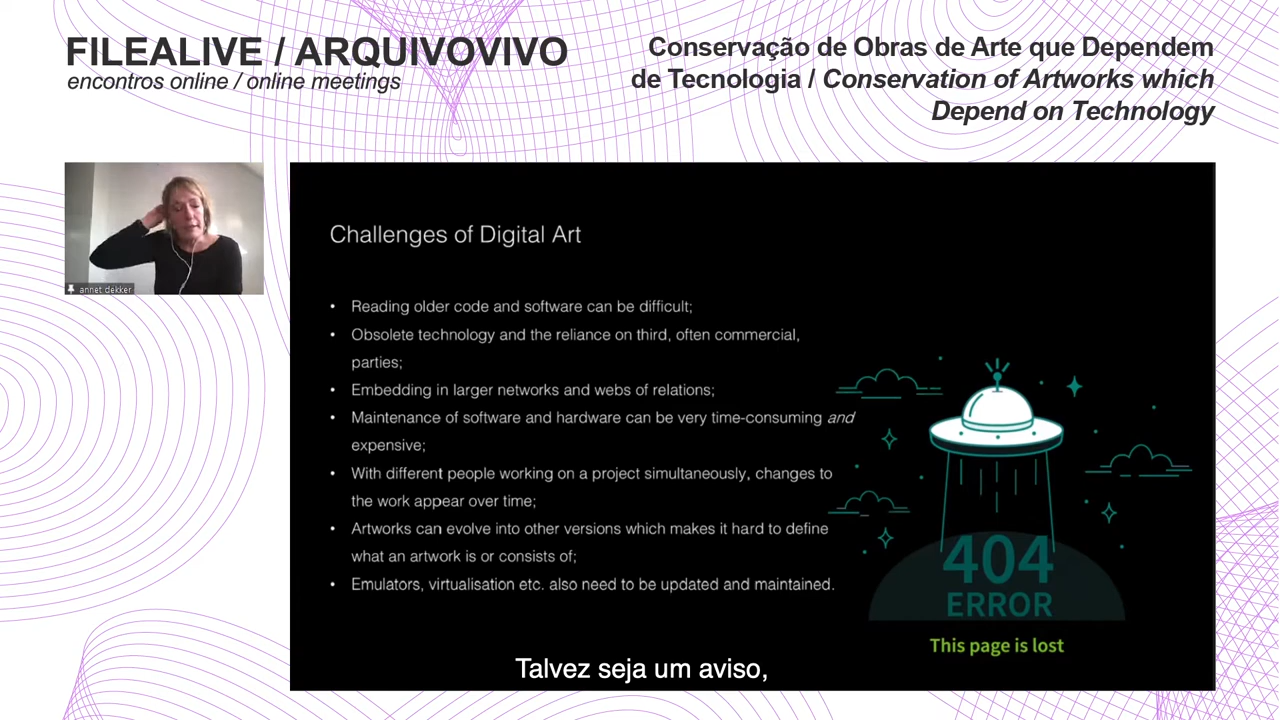 FILEALIVE / ARQUIVOVIVO
encontros online / online meetings
Conservação de Obras de Arte que Dependem
de Tecnologia / Conservation of Artworks which
Depend on Technology
annet dekker
Challenges of Digital Art
• Reading older code and software can be difficult;
• Obsolete technology and the reliance on third, often commercial,
parties;
• Embedding in larger networks and webs of relations;
• Maintenance of software and hardware can be very time-consuming and
expensive;
• With different people working on a project simultaneously, changes to
the work appear over time;
• Artworks can evolve into other versions which makes it hard to define
what an artwork is or consists of;
• Emulators, virtualisation etc. also need to be updated and maintained.
404
ERROR
This page is lost
Talvez seja um aviso,